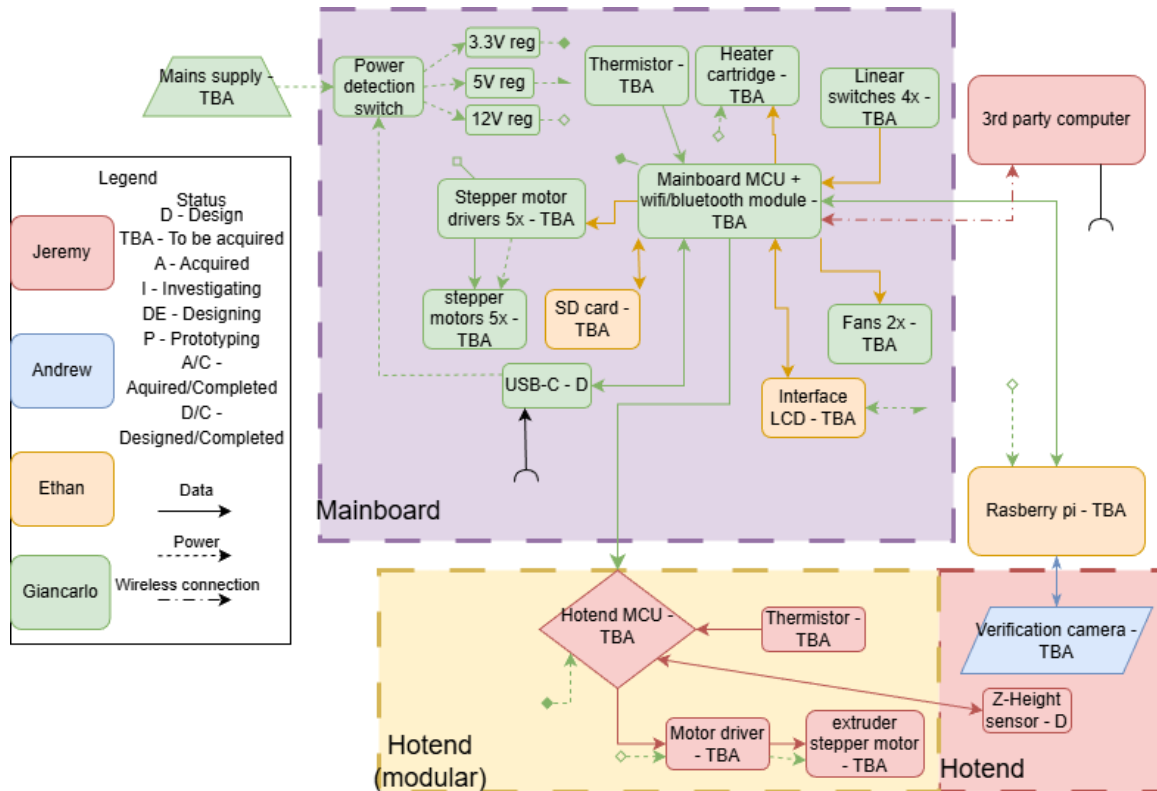 Mains supply -
TBA
Power
detection
switch
3.3V reg
5V reg
12V reg
Thermistor -
TBA
Heater
cartridge -
TBA
Linear
switches 4x -
TBA
3rd party computer
Stepper motor
drivers 5x - TBA
Mainboard MCU +
wifi/bluetooth module -
TBA
stepper
motors 5x -
TBA
SD card -
TBA
Fans 2x -
TBA
USB-C - D
Interface
LCD - TBA
Mainboard
Rasberry pi - TBA
Legend
Status
D - Design
TBA - To be acquired
A - Acquired
I - Investigating
DE - Designing
P - Prototyping
A/C -
Aquired/Completed
D/C -
Designed/Completed
Jeremy
Andrew
Ethan
Giancarlo
Data
Power
Wireless connection
Hotend MCU -
TBA
Thermistor -
TBA
Verification camera -
TBA
Z-Height
sensor - D
Motor driver
- TBA
extruder
stepper motor
- TBA
Hotend
(modular)
Hotend